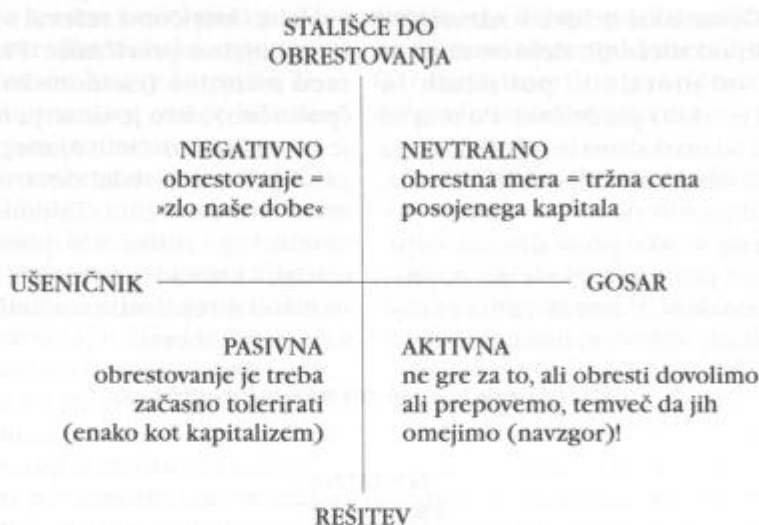 STALIŠČE DO
OBRESTOVANJA
NEGATIVNO
obrestovanje =
»zlo naše dobe«
NEVTRALNO
obrestna mera = tržna cena
posojenega kapitala
UŠENIČNIK
GOSAR
PASIVNA
obrestovanje je treba
začasno tolerirati
(enako kot kapitalizem)
AKTIVNA
ne gre za to, ali obresti dovolimo
ali prepovemo, temveč da jih
omejimo (navzgor)!
REŠITEV